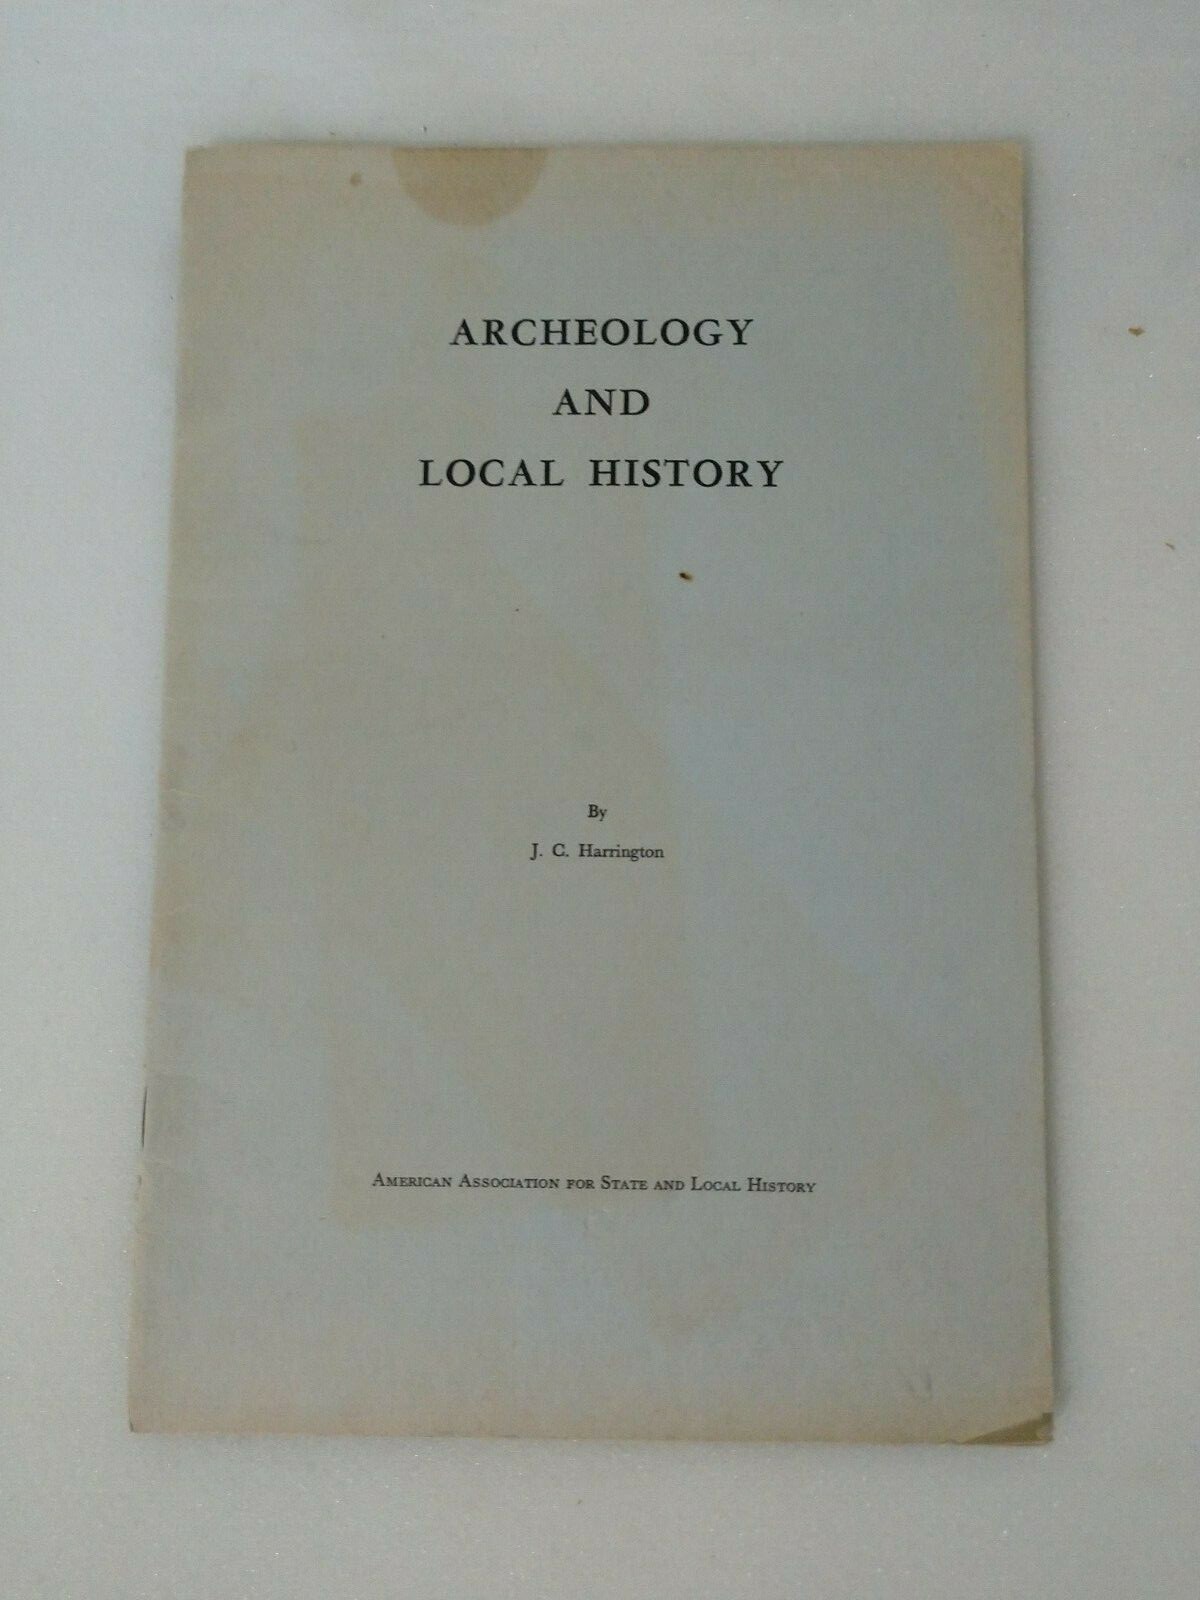 ARCHEOLOGY
AND
LOCAL HISTORY
By
J. C. Harrington
American Association for State and Local History